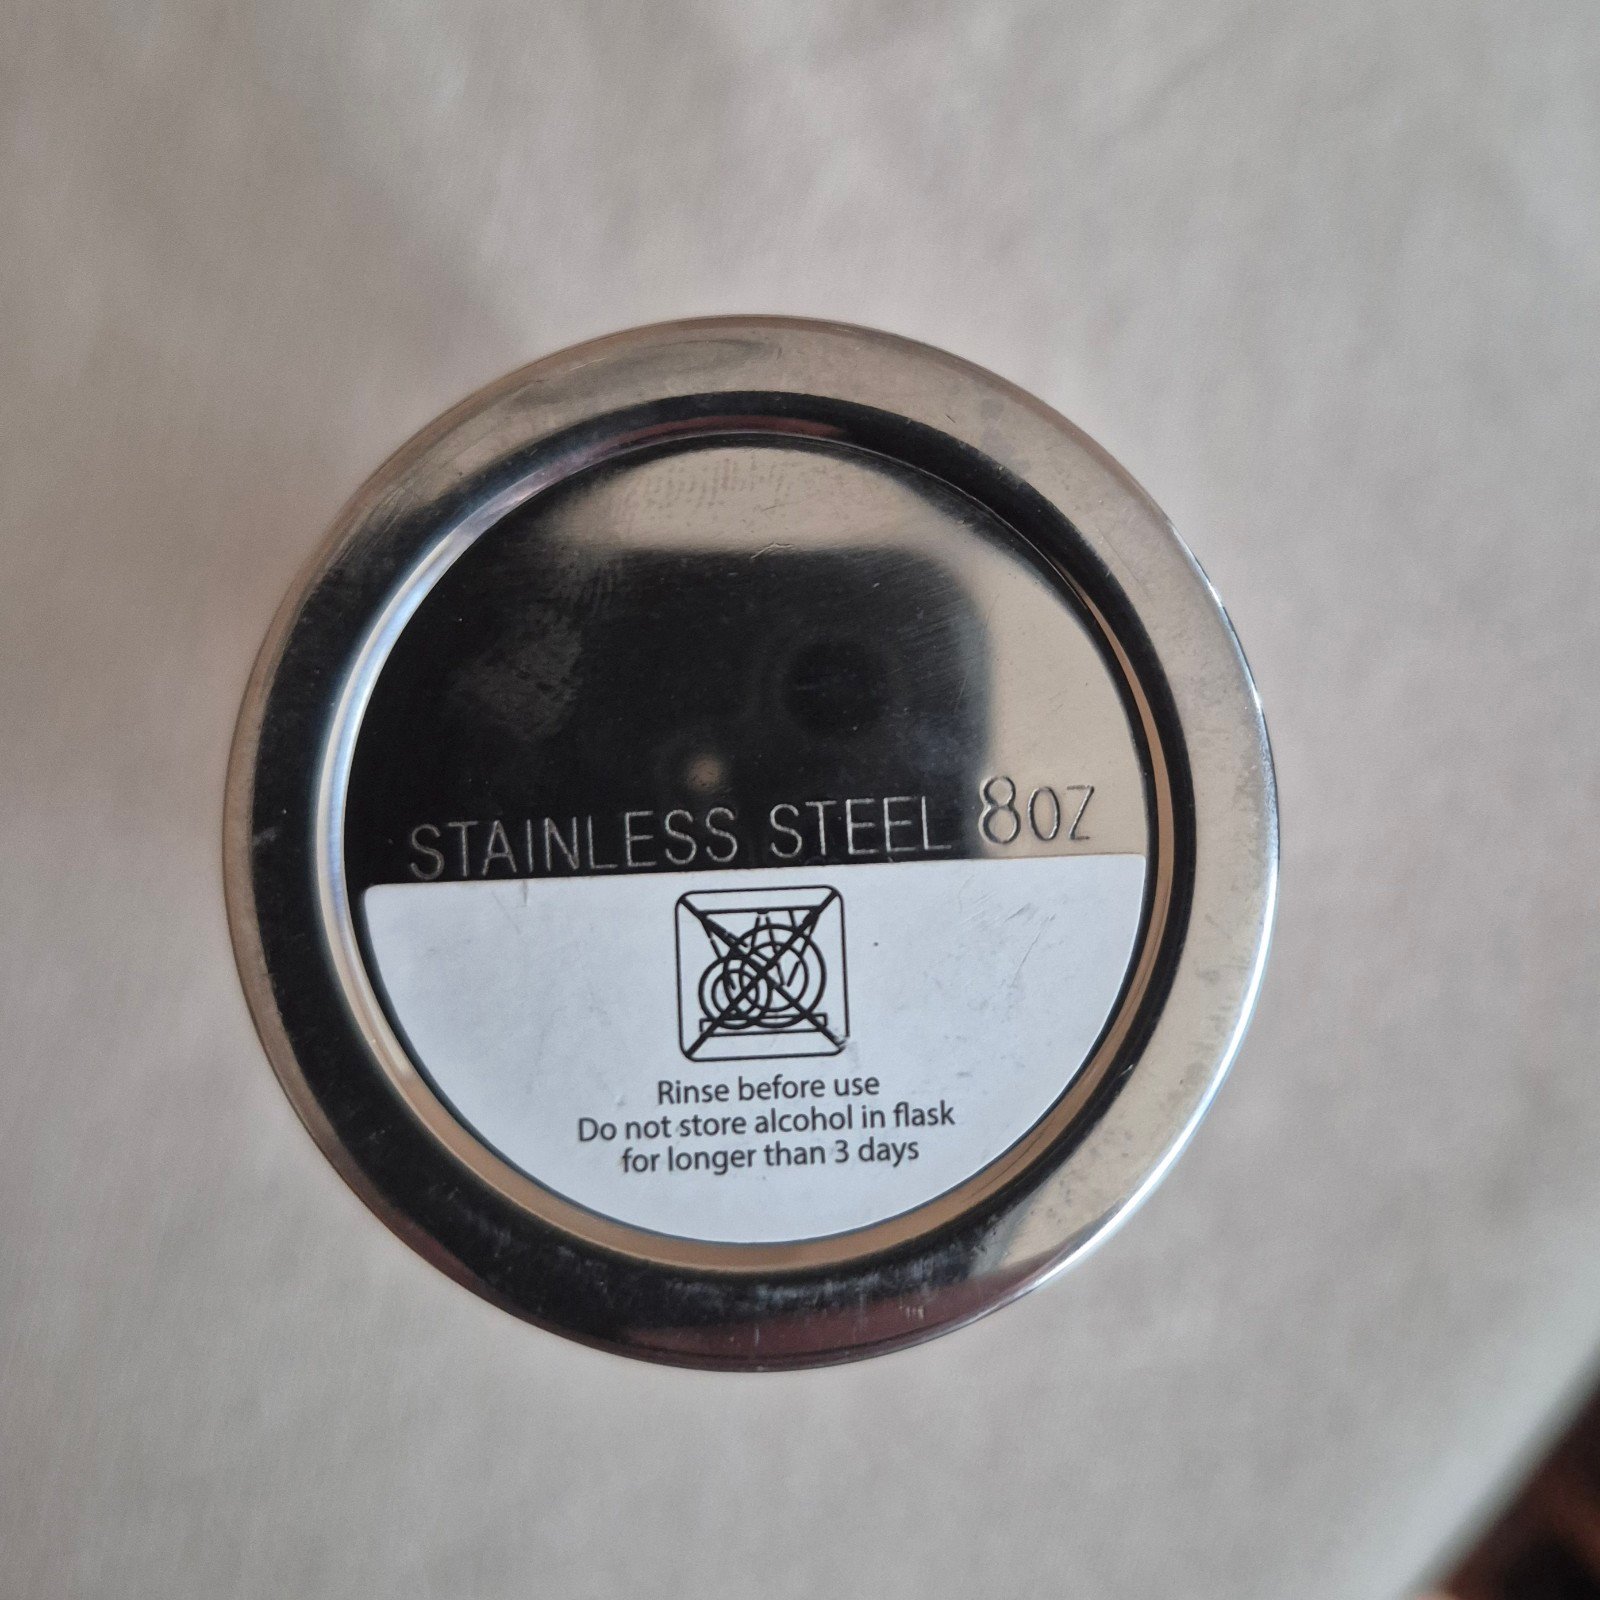 STAINLESS STEEL 8OZ
Rinse before use
Do not store alcohol in flask
for longer than 3 days